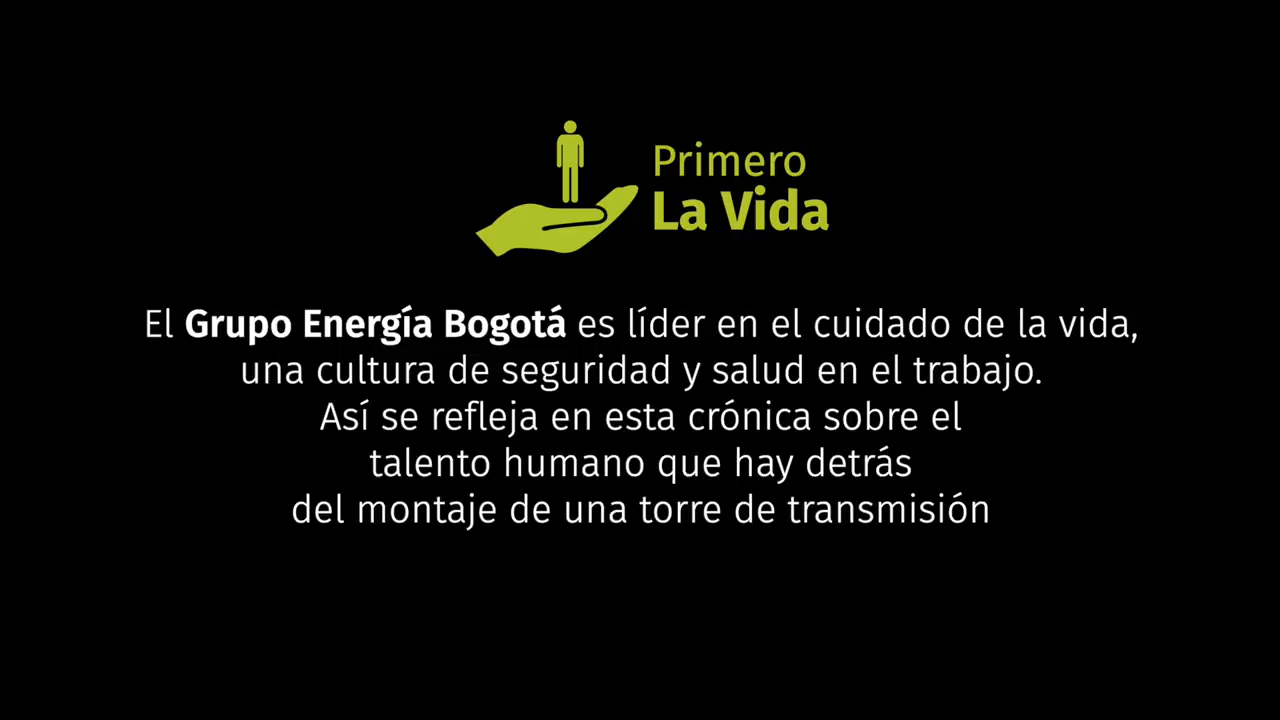 Primero
La Vida
El Grupo Energía Bogotá es líder en el cuidado de la vida,
una cultura de seguridad y salud en el trabajo.
Así se refleja en esta crónica sobre el
talento humano que hay detrás
del montaje de una torre de transmisión